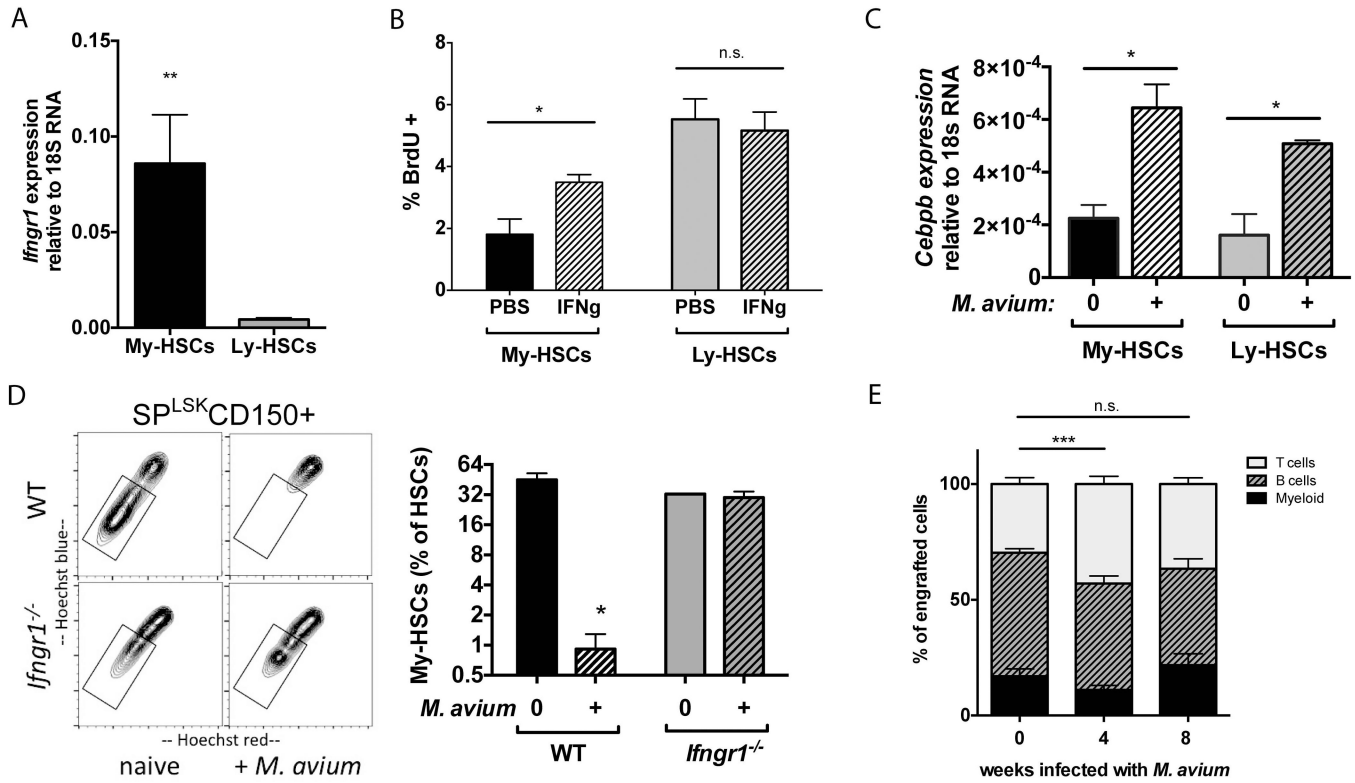 A
Ifngr1 expression
relative to 18S RNA
0.15
0.10
0.05
0.00
**
My-HSCs
Ly-HSCs
B
% BrdU +
8
6
4
2
0
*
n.s.
PBS
IFNg
PBS
IFNg
My-HSCs
Ly-HSCs
C
Cebpb expression
relative to 18s RNA
8×10-4
6×10-4
4×10-4
2×10-4
0
*
*
M. avium:
0
+
0
+
My-HSCs
Ly-HSCs
D
SPLSKCD150+
WT
Ifngr1-/-
-- Hoechst blue--
-- Hoechst red--
naive
+ M. avium
My-HSCs (% of HSCs)
64
32
16
8
4
2
1
0.5
*
M. avium
0
+
0
+
WT
Ifngr1-/-
E
n.s.
***
T cells
B cells
Myeloid
% of engrafted cells
100
50
0
0
4
8
weeks infected with M. avium